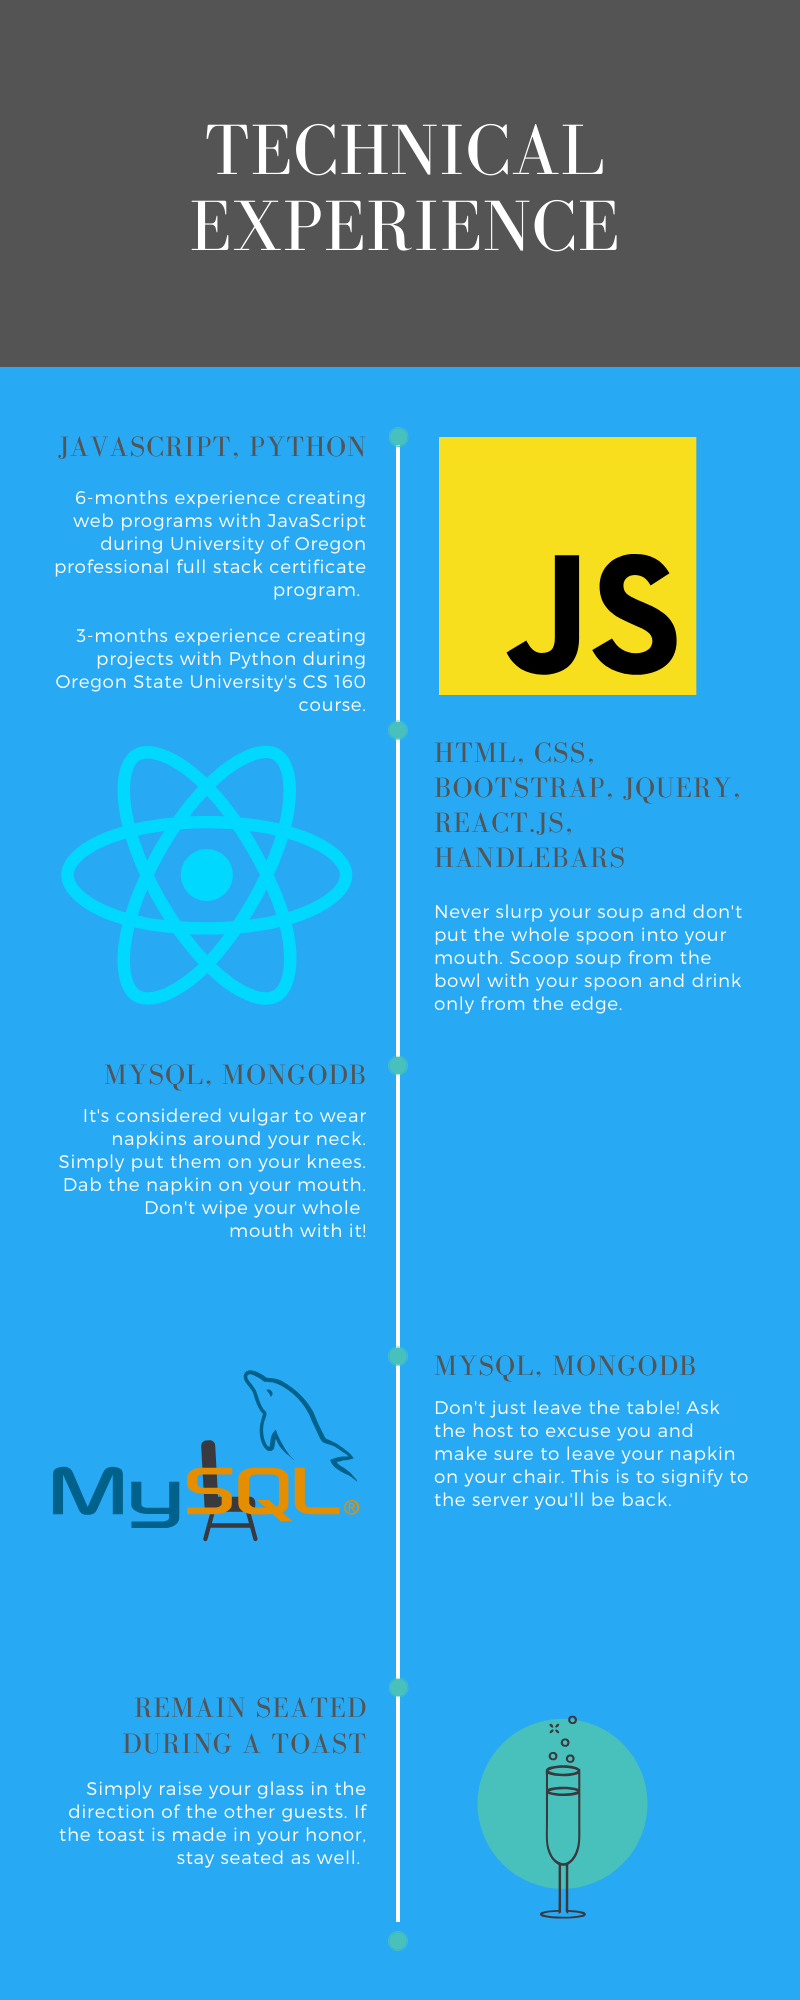 TECHNICAL
EXPERIENCE
JAVASCRIPT, PYTHON
6-months experience creating
web programs with JavaScript
during University of Oregon
professional full stack certificate
program.
3-months experience creating
projects with Python during
Oregon State University's CS 160
course.
JS
HTML, CSS,
BOOTSTRAP, JQUERY,
REACT.JS,
HANDLEBARS
Never slurp your soup and don't
put the whole spoon into your
mouth. Scoop soup from the
bowl with your spoon and drink
only from the edge.
MYSQL, MONGODB
It's considered vulgar to wear
napkins around your neck.
Simply put them on your knees.
Dab the napkin on your mouth.
Don't wipe your whole
mouth with it!
MySQL®
MYSQL, MONGODB
Don't just leave the table! Ask
the host to excuse you and
make sure to leave your napkin
on your chair. This is to signify to
the server you'll be back.
REMAIN SEATED
DURING A TOAST
Simply raise your glass in the
direction of the other guests. If
the toast is made in your honor,
stay seated as well.